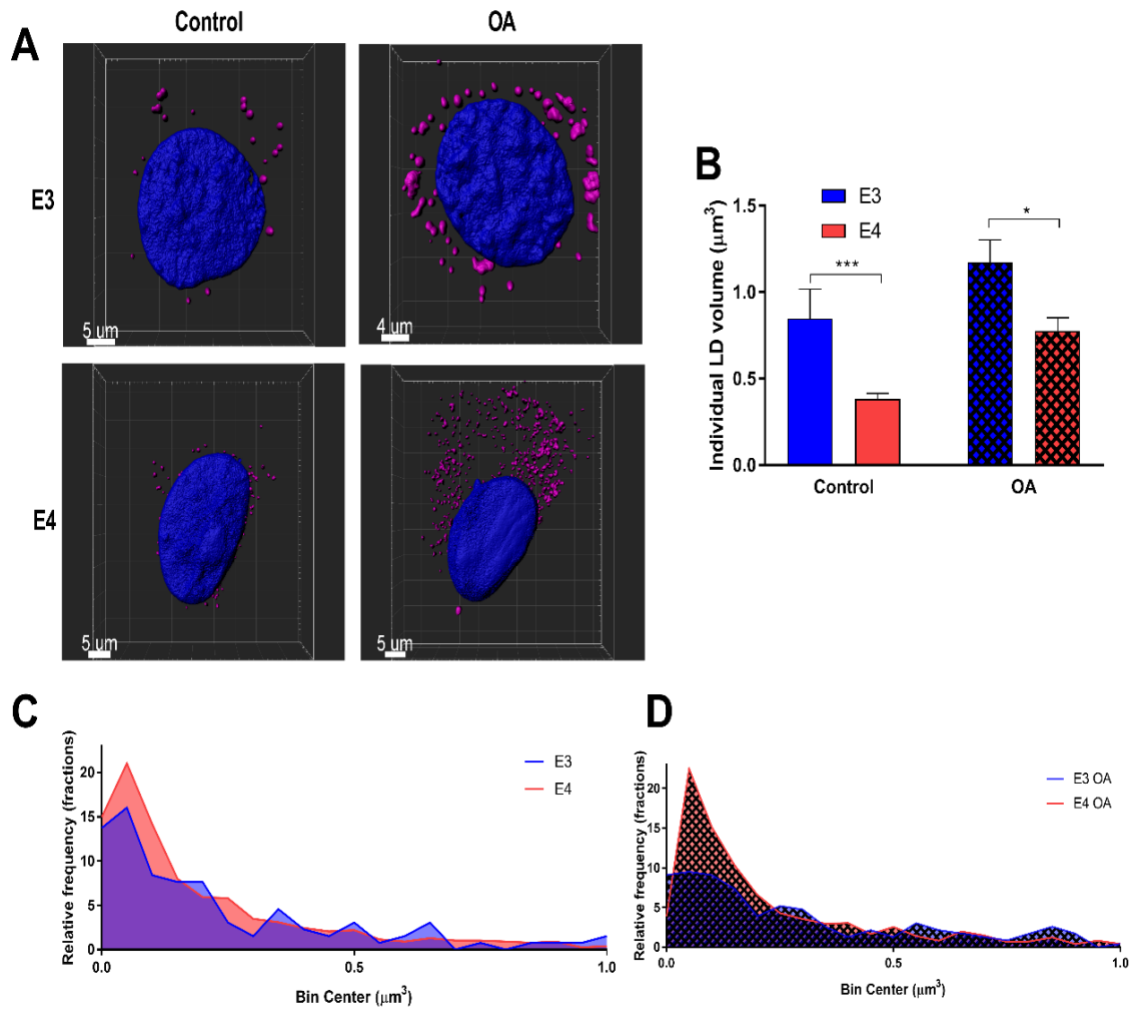 A
Control
OA
E3
5 um
4 um
E4
5 um
5 um
B
E3
E4
Individual LD volume (μm³)
1.5
1.0
0.5
0.0
***
*
Control
OA
C
Relative frequency (fractions)
20
15
10
5
0
E3
E4
0.0
0.5
1.0
Bin Center (μm³)
D
Relative frequency (fractions)
20
15
10
5
0
E3 OA
E4 OA
0.0
0.5
1.0
Bin Center (μm³)